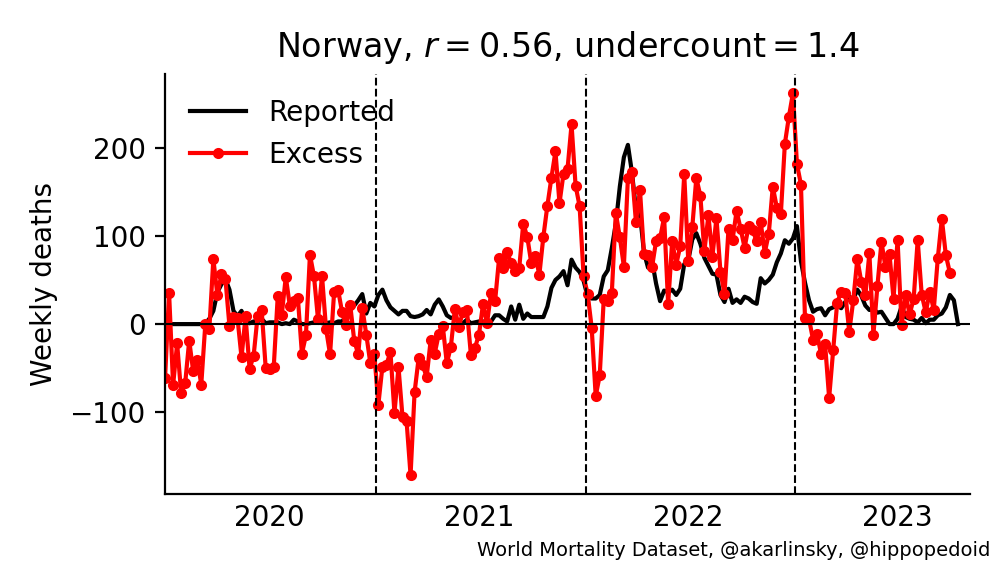 Norway, r = 0.56, undercount = 1.4
Reported
Excess
Weekly deaths
200
100
0
−100
2020 2021 2022 2023
World Mortality Dataset, @akarlinsky, @hippopedoid